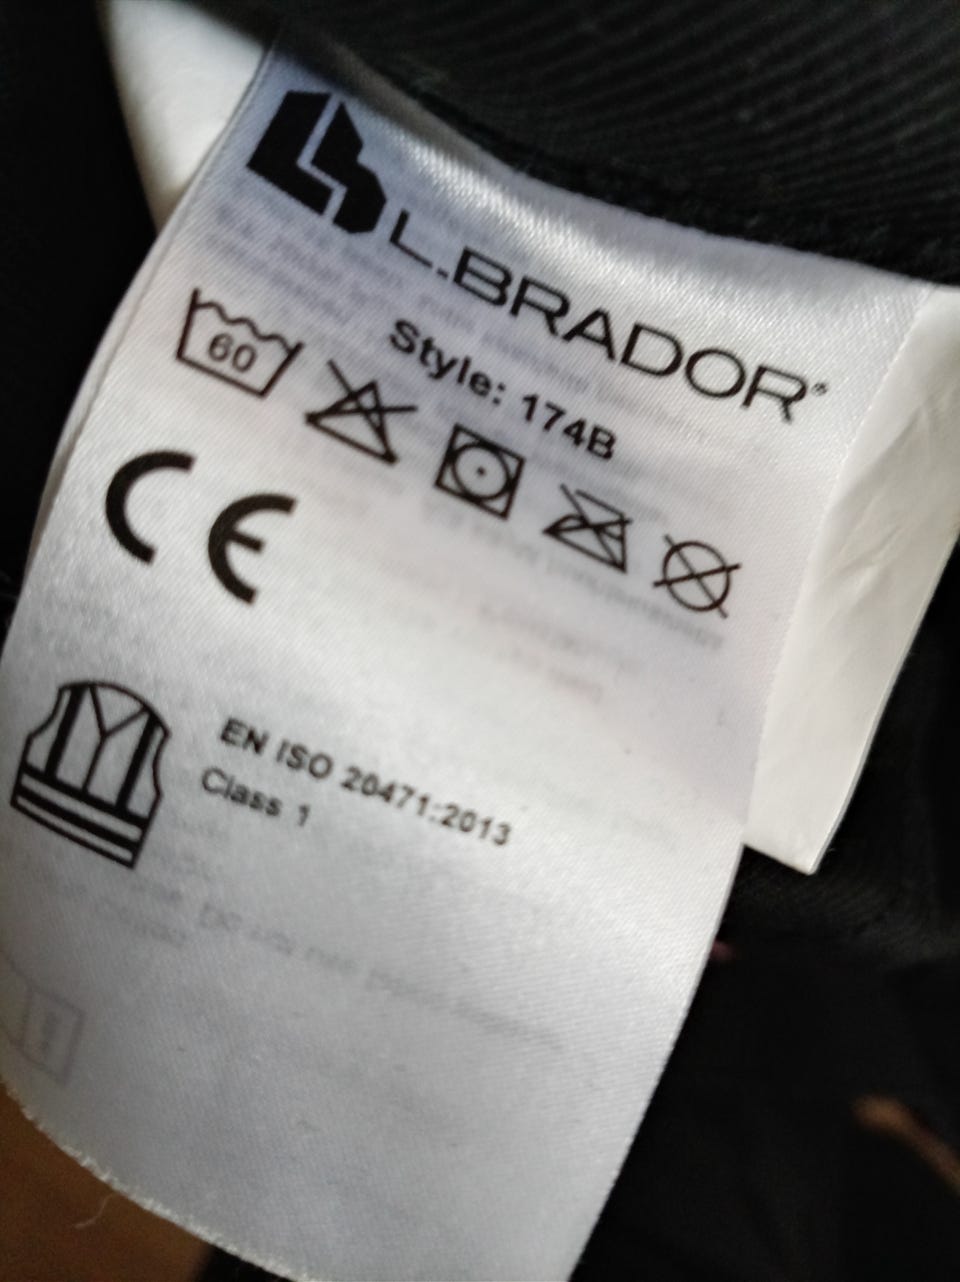 L.BRADOR®
Style: 174B
60
CE
EN ISO 20471:2013
Class 1